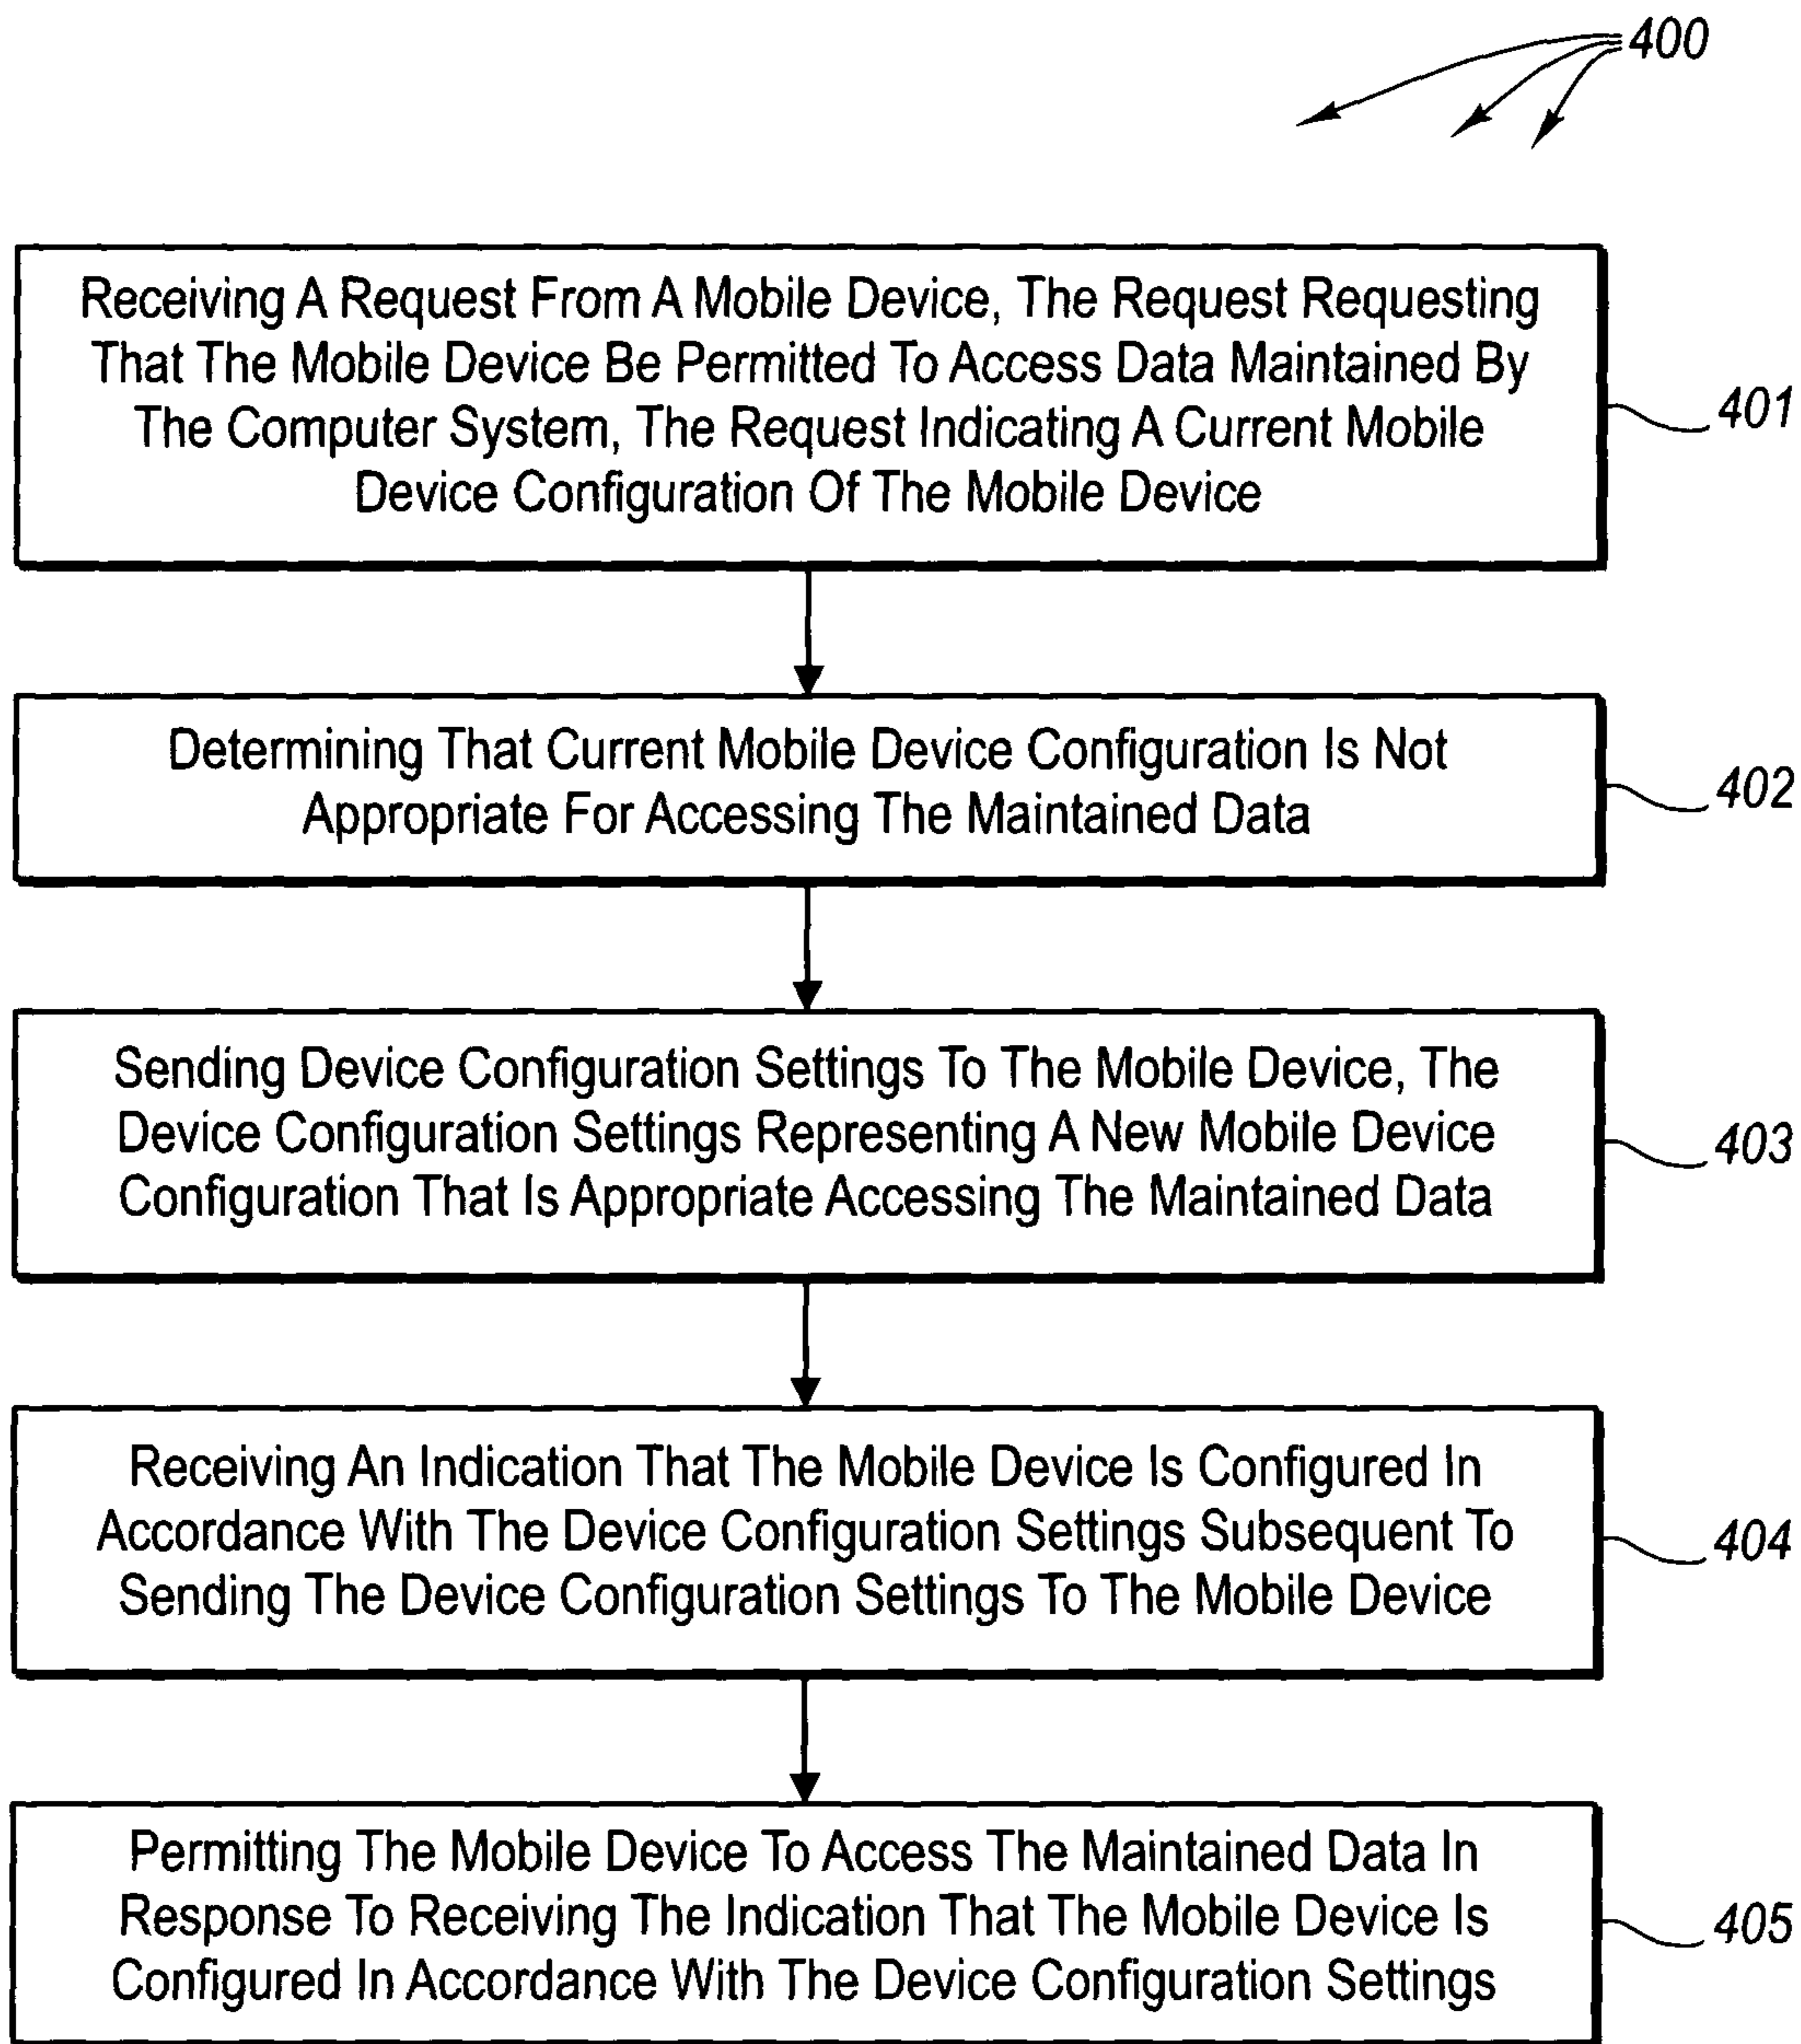 400
Receiving A Request From A Mobile Device, The Request Requesting
That The Mobile Device Be Permitted To Access Data Maintained By
The Computer System, The Request Indicating A Current Mobile
Device Configuration Of The Mobile Device
401
Determining That Current Mobile Device Configuration Is Not
Appropriate For Accessing The Maintained Data
402
Sending Device Configuration Settings To The Mobile Device, The
Device Configuration Settings Representing A New Mobile Device
Configuration That Is Appropriate Accessing The Maintained Data
403
Receiving An Indication That The Mobile Device Is Configured In
Accordance With The Device Configuration Settings Subsequent To
Sending The Device Configuration Settings To The Mobile Device
404
Permitting The Mobile Device To Access The Maintained Data In
Response To Receiving The Indication That The Mobile Device Is
Configured In Accordance With The Device Configuration Settings
405